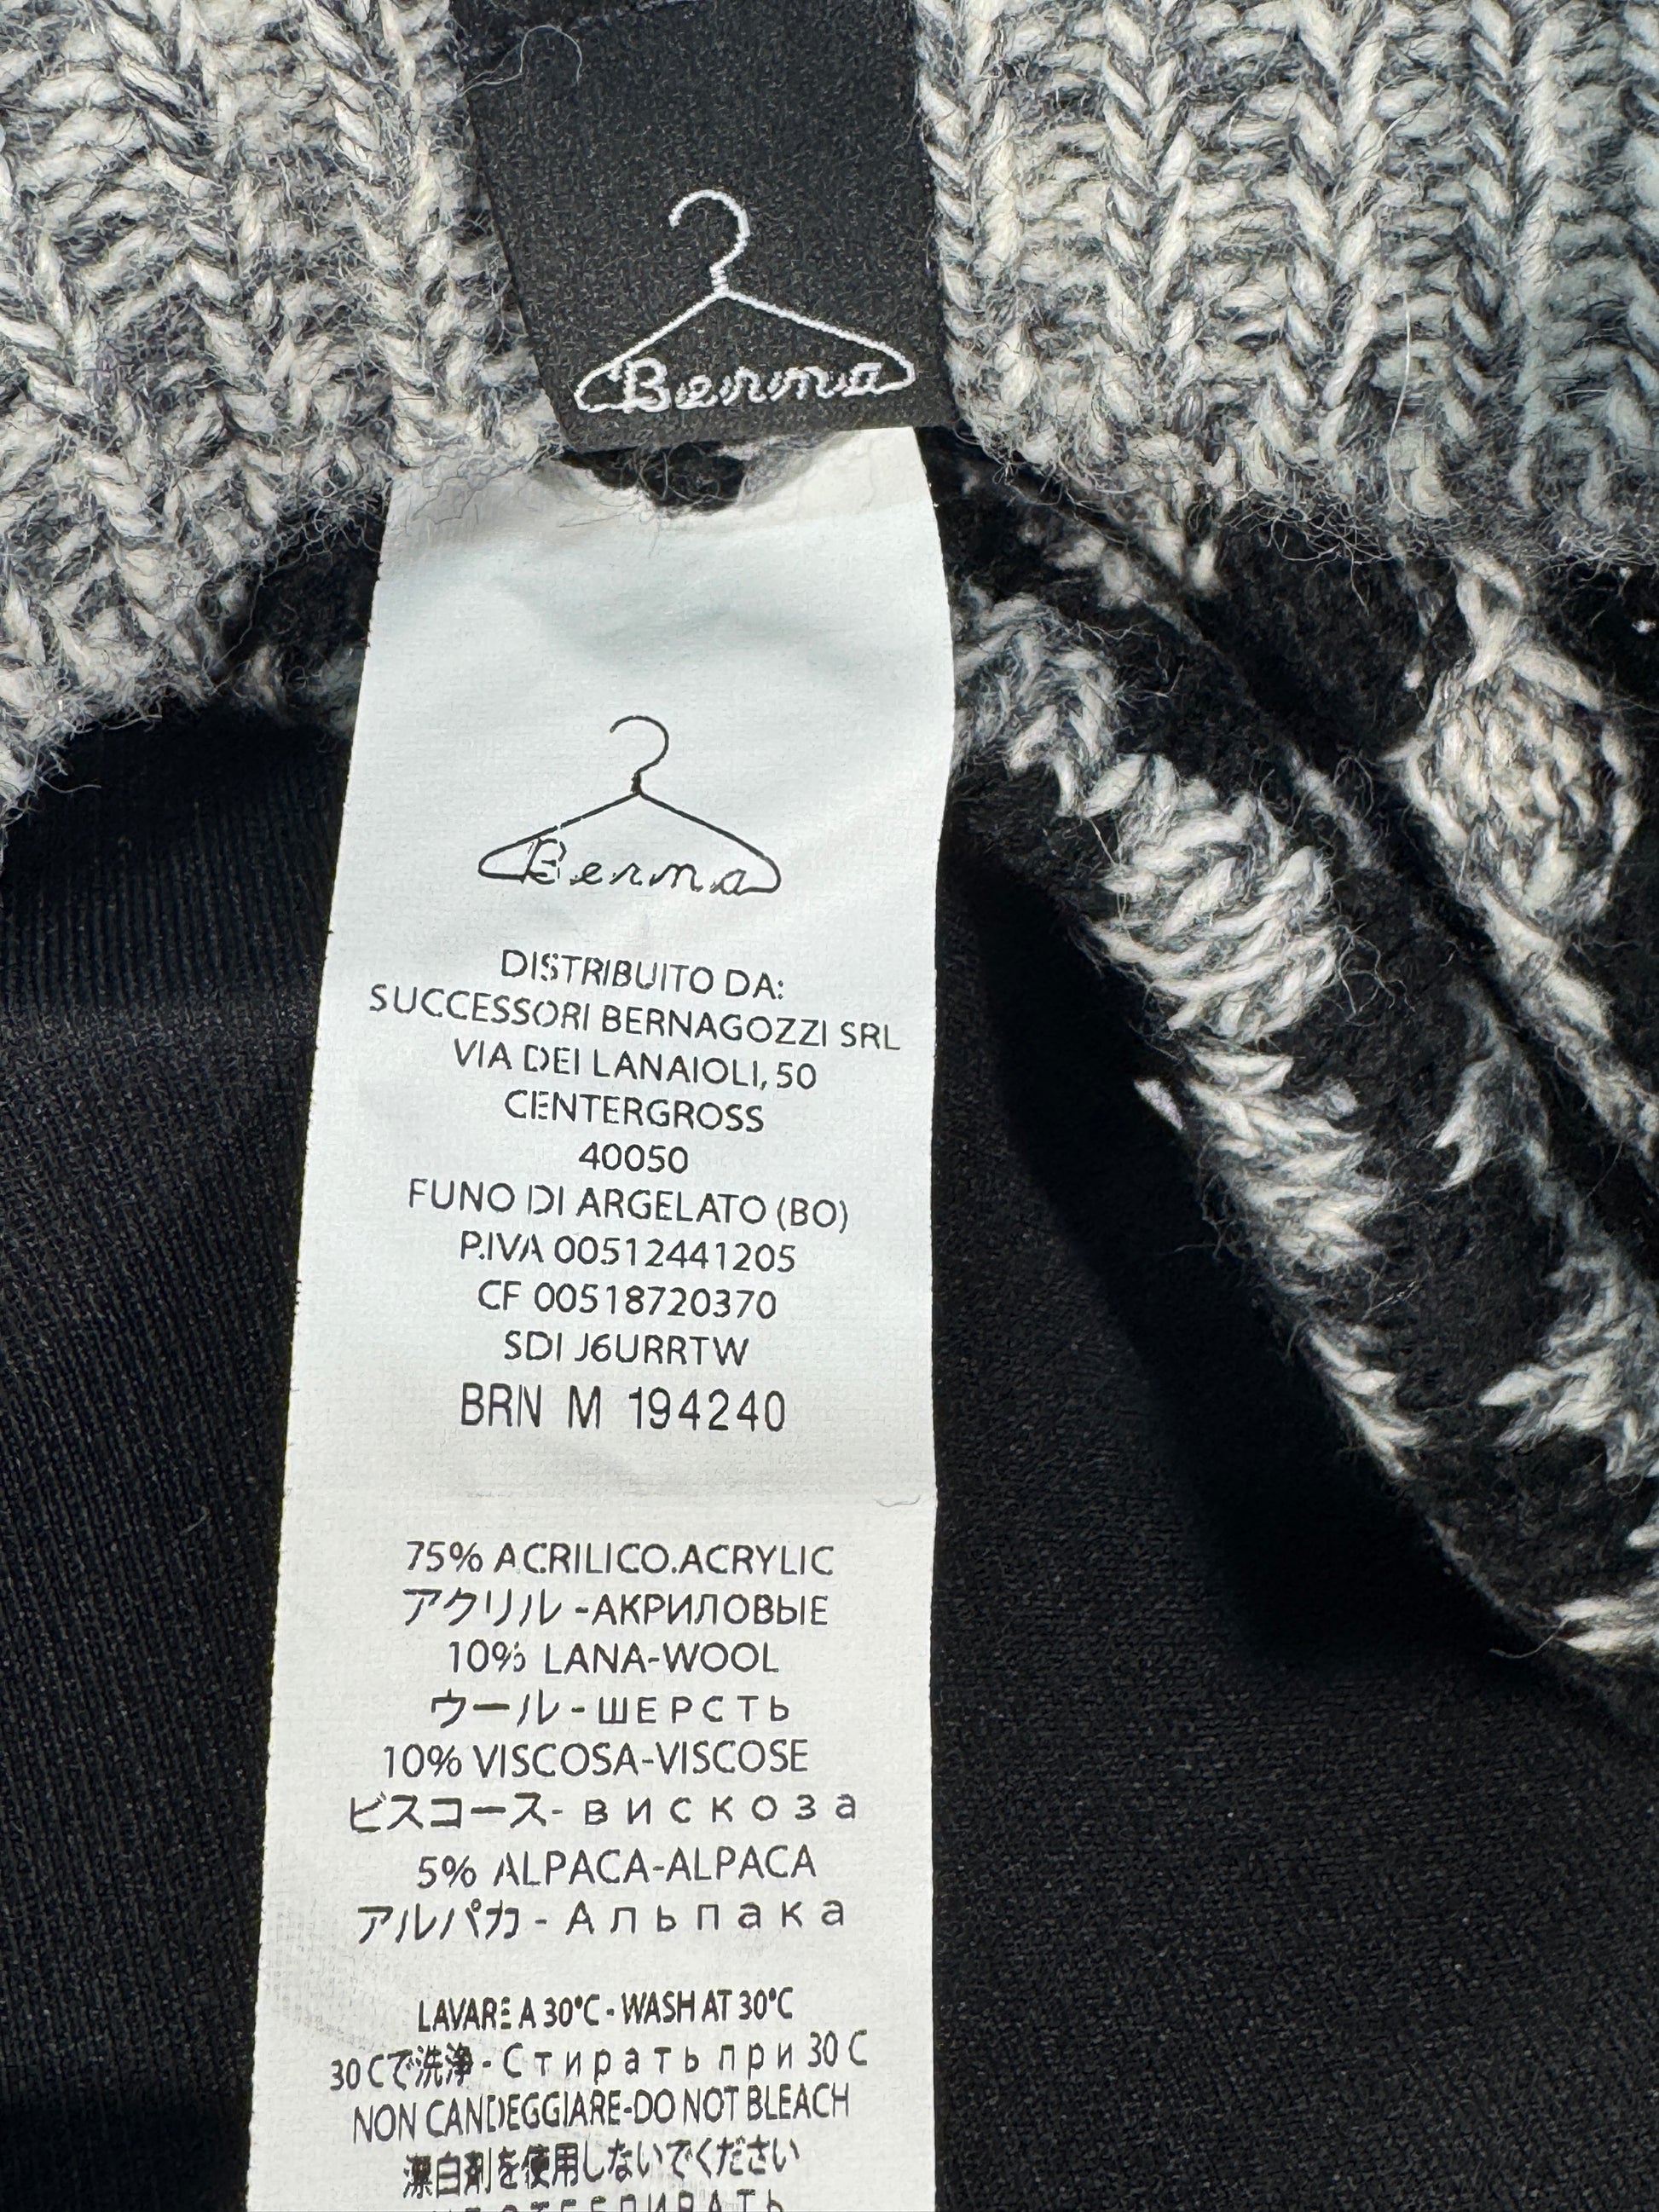 Berma
Berma
DISTRIBUITO DA:
SUCCESSORI BERNAGOZZI SRL
VIA DEI LANAIOLI, 50
CENTERGROSS
40050
FUNO DI ARGELATO (BO)
P.IVA 00512441205
CF 00518720370
SDI J6URRTW
BRN M 194240
75% ACRILICO.ACRYLIC
アクリル -АКРИЛОВЫЕ
10% LANA-WOOL
ウール-ШЕРСТЬ
10% VISCOSA-VISCOSE
ビスコース- вискоза
5% ALPACA-ALPACA
アルパカ- Альпака
LAVARE A 30°C - WASH AT 30°C
30 Cで洗浄 - Стирать при 30 C
NON CANDEGGIARE-DO NOT BLEACH
漂白剤を使用しないでください